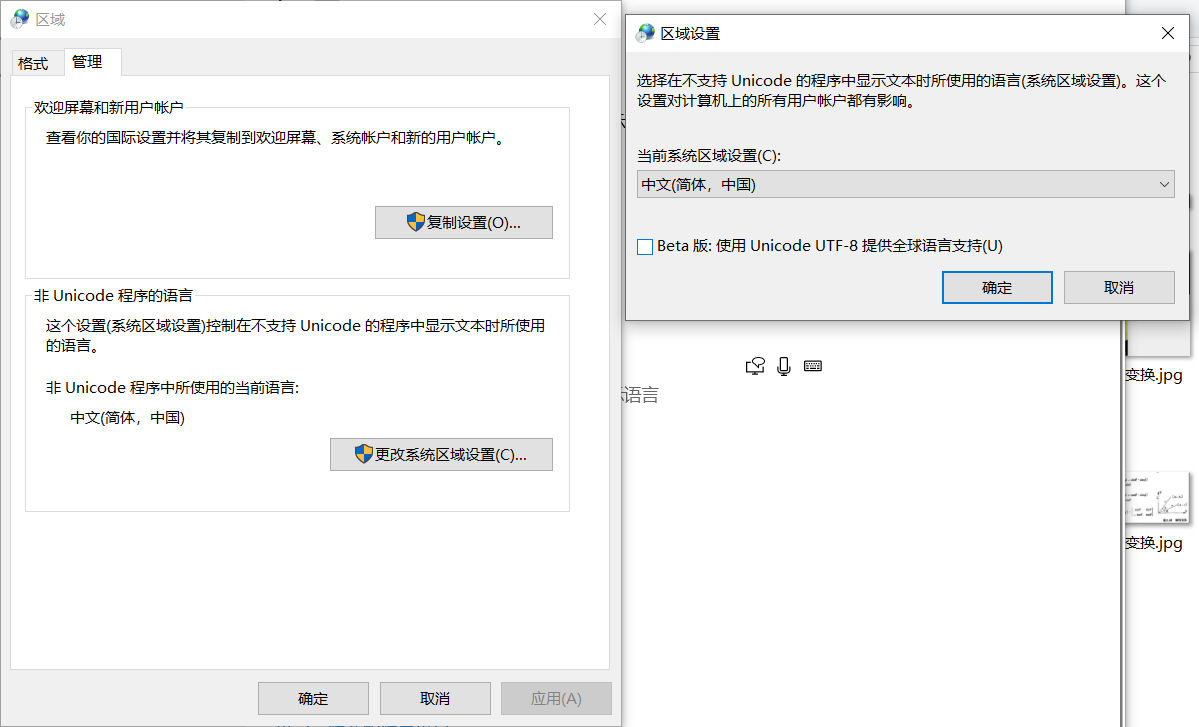 区域
格式
管理
欢迎屏幕和新用户帐户
查看你的国际设置并将其复制到欢迎屏幕、系统帐户和新的用户帐户。
复制设置(O)...
非 Unicode 程序的语言
这个设置(系统区域设置)控制在不支持 Unicode 的程序中显示文本时所使用
的语言。
非 Unicode 程序中所使用的当前语言:
中文(简体，中国)
更改系统区域设置(C)...
确定
取消
应用(A)
区域设置
选择在不支持 Unicode 的程序中显示文本时所使用的语言(系统区域设置)。这个
设置对计算机上的所有用户帐户都有影响。
当前系统区域设置(C):
中文(简体，中国)
Beta 版: 使用 Unicode UTF-8 提供全球语言支持(U)
确定
取消
语言
变换.jpg
变换.jpg